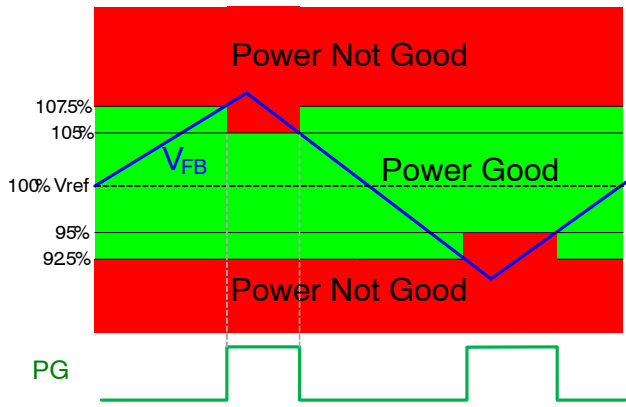 Power Not Good
107.5%
105%
VFB
Power Good
100% Vref
95%
92.5%
Power Not Good
PG